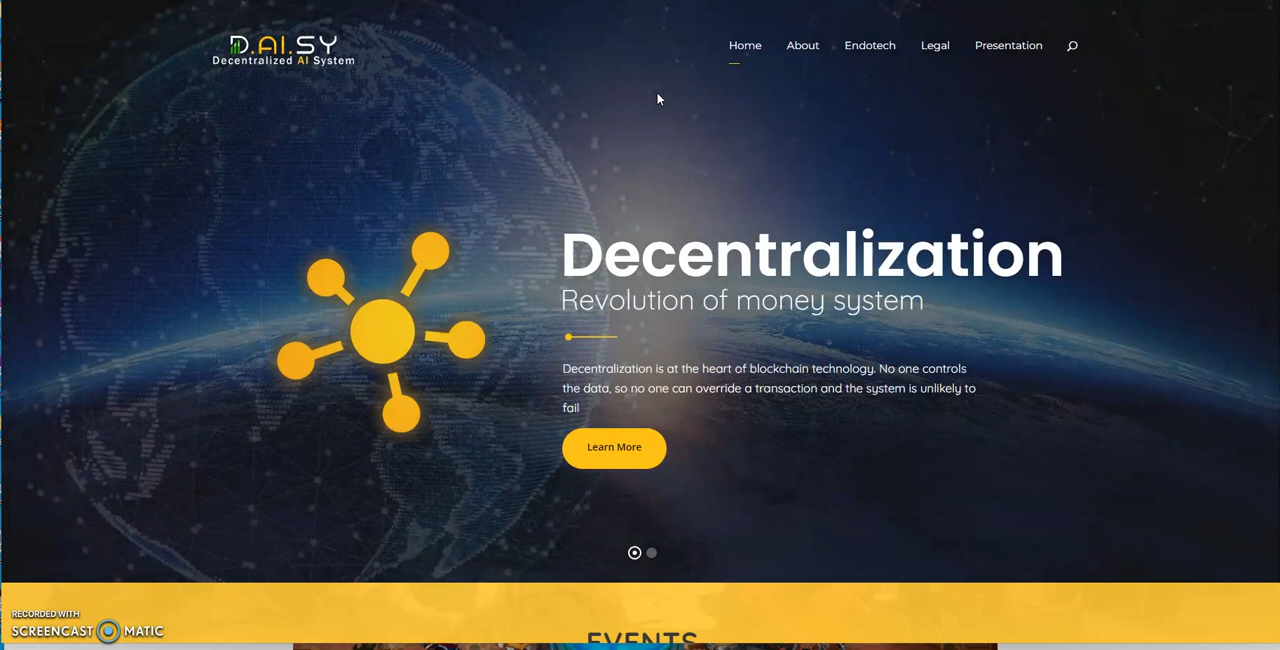 D.AI.SY
Decentralized AI System
Home About Endotech Legal Presentation
Decentralization
Revolution of money system
Decentralization is at the heart of blockchain technology. No one controls
the data, so no one can override a transaction and the system is unlikely to
fail
Learn More
EVENTS
RECORDED WITH
SCREENCAST MATIC